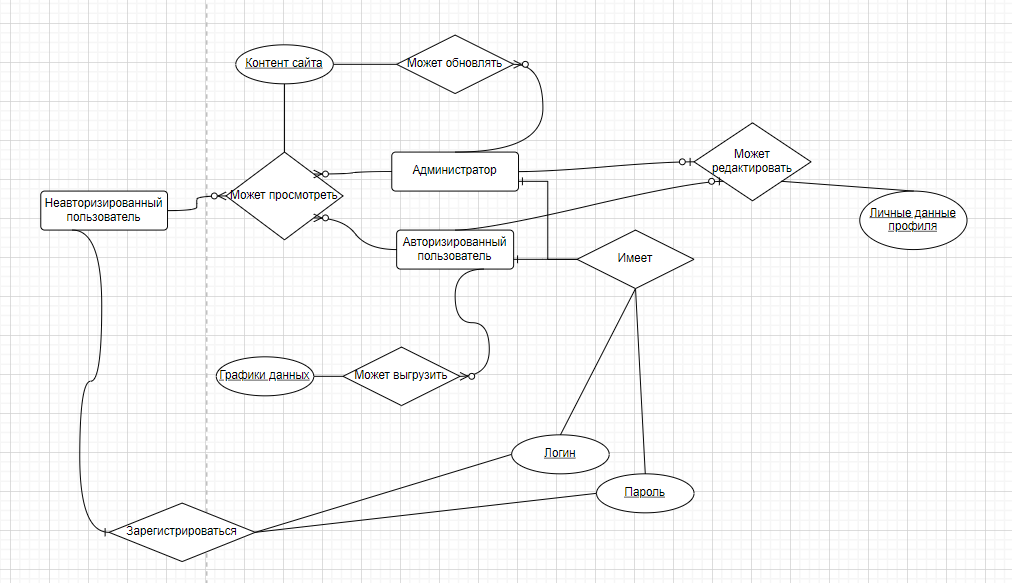 Контент сайта
Может обновлять
Может
редактировать
Администратор
Может просмотреть
Неавторизированный
пользователь
Личные данные
профиля
Авторизированный
пользователь
Имеет
Графики данных
Может выгрузить
Логин
Пароль
Зарегистрироваться